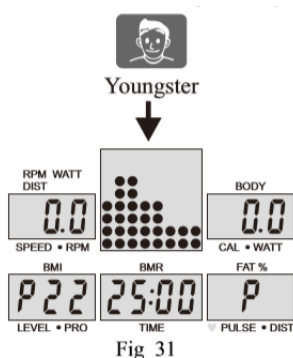 Youngster
RPM WATT
DIST
BODY
0.0
0.0
SPEED • RPM
CAL • WATT
BMI
BMR
FAT %
P22
25:00
P
LEVEL • PRO
TIME
♥ PULSE • DIST
Fig 31